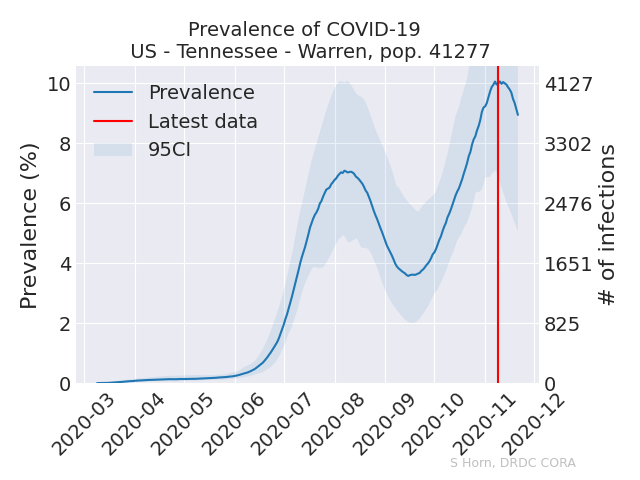 Prevalence of COVID-19
US - Tennessee - Warren, pop. 41277
Prevalence (%)
10
8
6
4
2
0
Prevalence
Latest data
95CI
4127
3302
2476
1651
825
0
# of infections
2020-03
2020-04
2020-05
2020-06
2020-07
2020-08
2020-09
2020-10
2020-11
2020-12
S Horn, DRDC CORA